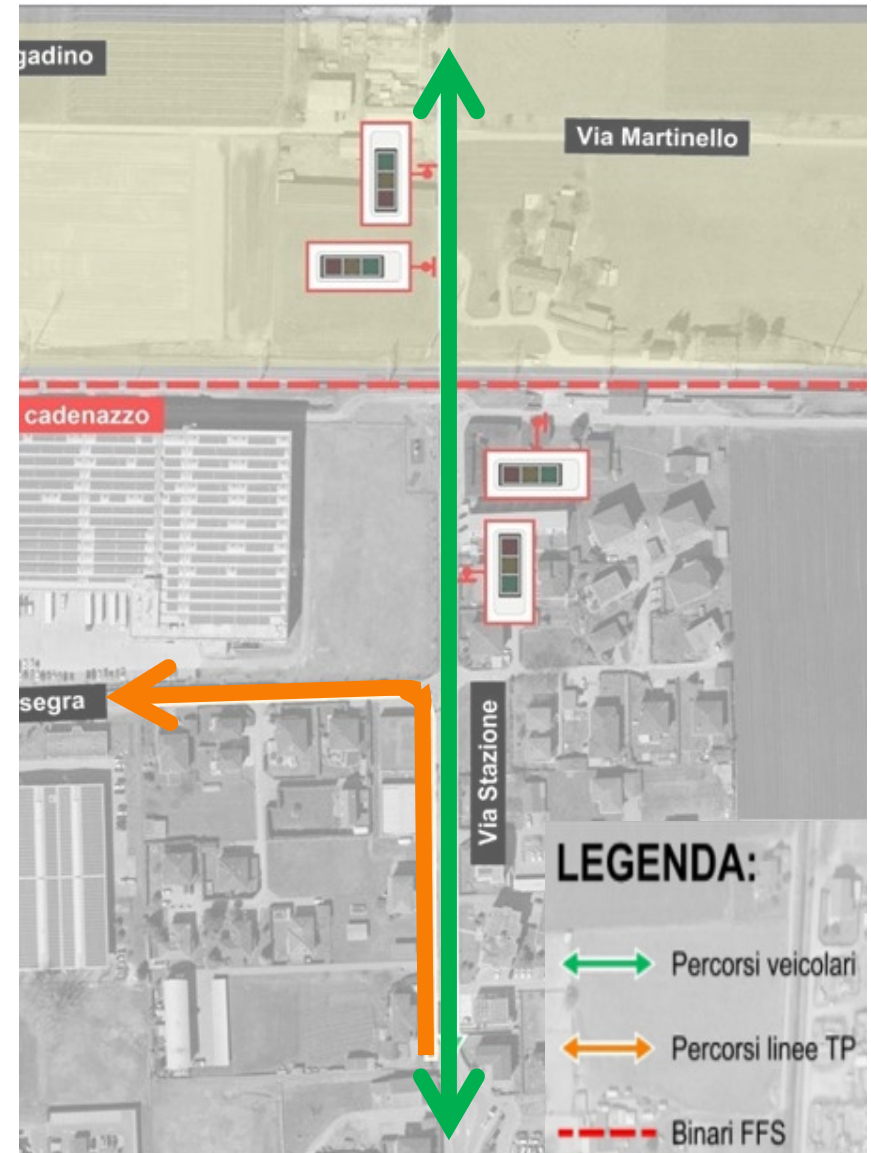 gadino
Via Martinello
cadenazzo
segra
Via Stazione
LEGENDA:
Percorsi veicolari
Percorsi linee TP
Binari FFS